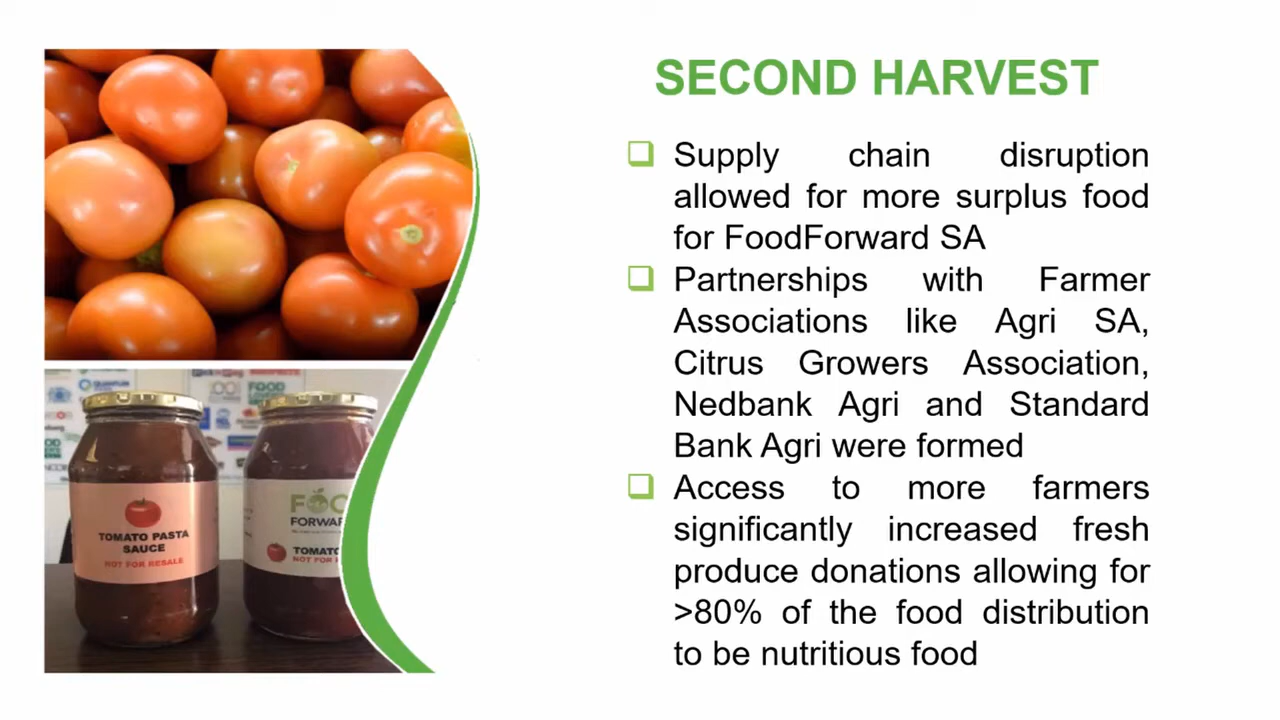 SECOND HARVEST
Supply chain disruption
allowed for more surplus food
for FoodForward SA
Partnerships with Farmer
Associations like Agri SA,
Citrus Growers Association,
Nedbank Agri and Standard
Bank Agri were formed
Access to more farmers
significantly increased fresh
produce donations allowing for
>80% of the food distribution
to be nutritious food
TOMATO PASTA
SAUCE
NOT FOR RESALE
FORWAR
TOMATO
NOT FOR